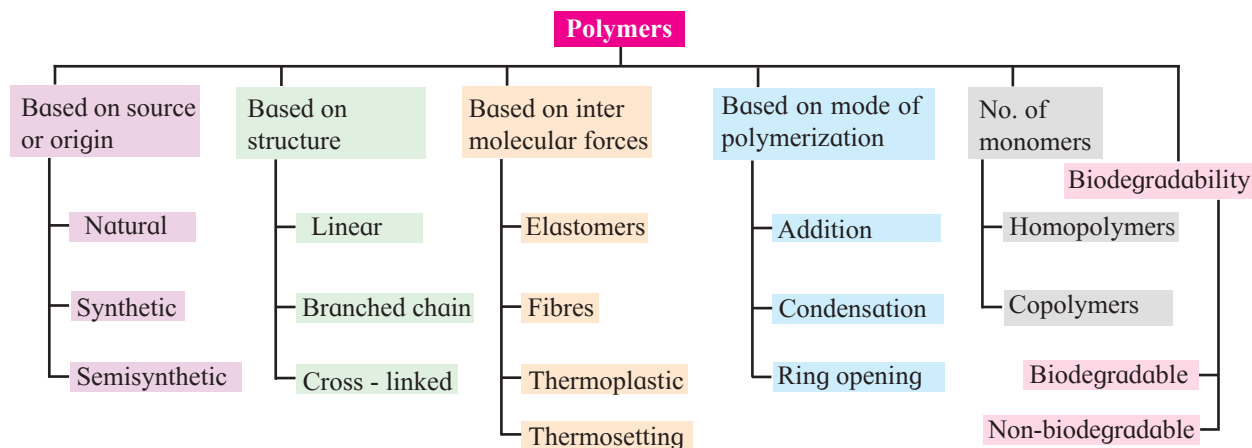 Polymers
Based on source
or origin
Natural
Synthetic
Semisynthetic
Based on
structure
Linear
Branched chain
Cross - linked
Based on inter
molecular forces
Elastomers
Fibres
Thermoplastic
Thermosetting
Based on mode of
polymerization
Addition
Condensation
Ring opening
No. of
monomers
Homopolymers
Copolymers
Biodegradability
Biodegradable
Non-biodegradable